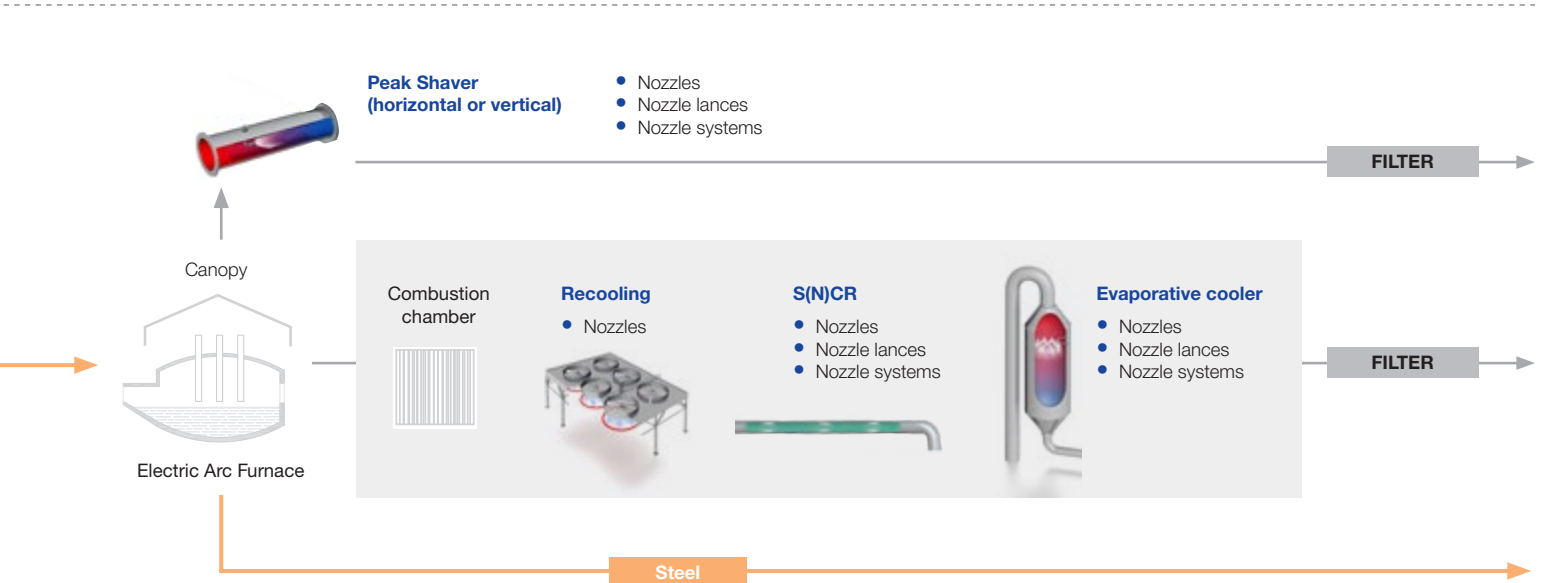 Peak Shaver
(horizontal or vertical)
• Nozzles
• Nozzle lances
• Nozzle systems
FILTER
Canopy
Electric Arc Furnace
Combustion
chamber
Recooling
• Nozzles
S(N)CR
• Nozzles
• Nozzle lances
• Nozzle systems
Evaporative cooler
• Nozzles
• Nozzle lances
• Nozzle systems
FILTER
Steel